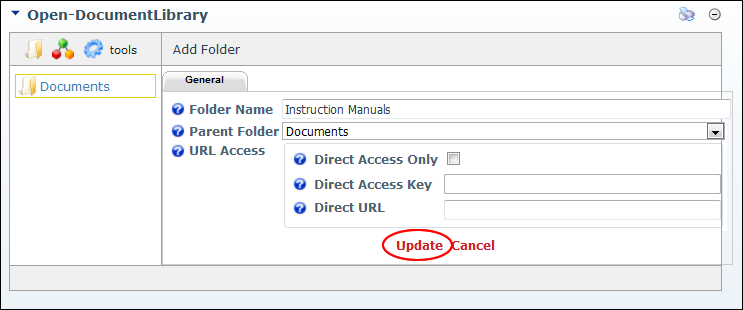 Open-DocumentLibrary
tools
Add Folder
Documents
General
Folder Name Instruction Manuals
Parent Folder Documents
URL Access
Direct Access Only
Direct Access Key
Direct URL
Update Cancel